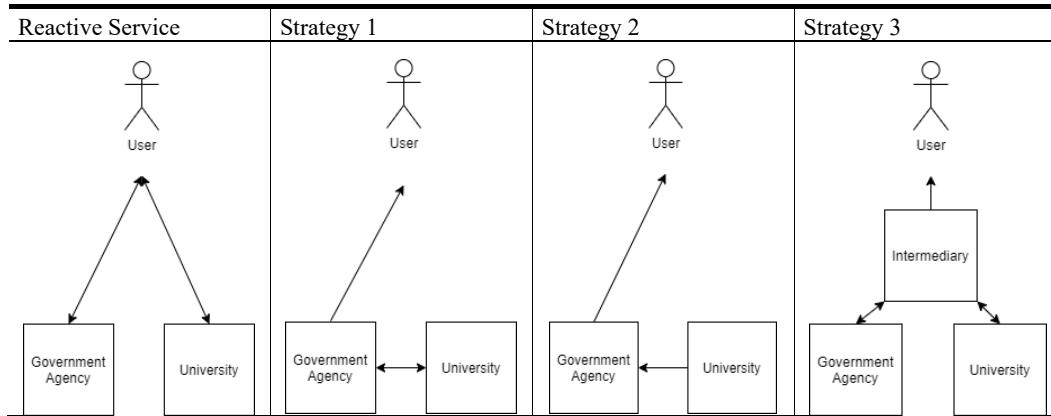 Reactive Service
Strategy 1
Strategy 2
Strategy 3
User
User
User
User
Intermediary
Government
Agency
University
Government
Agency
University
Government
Agency
University
Government
Agency
University